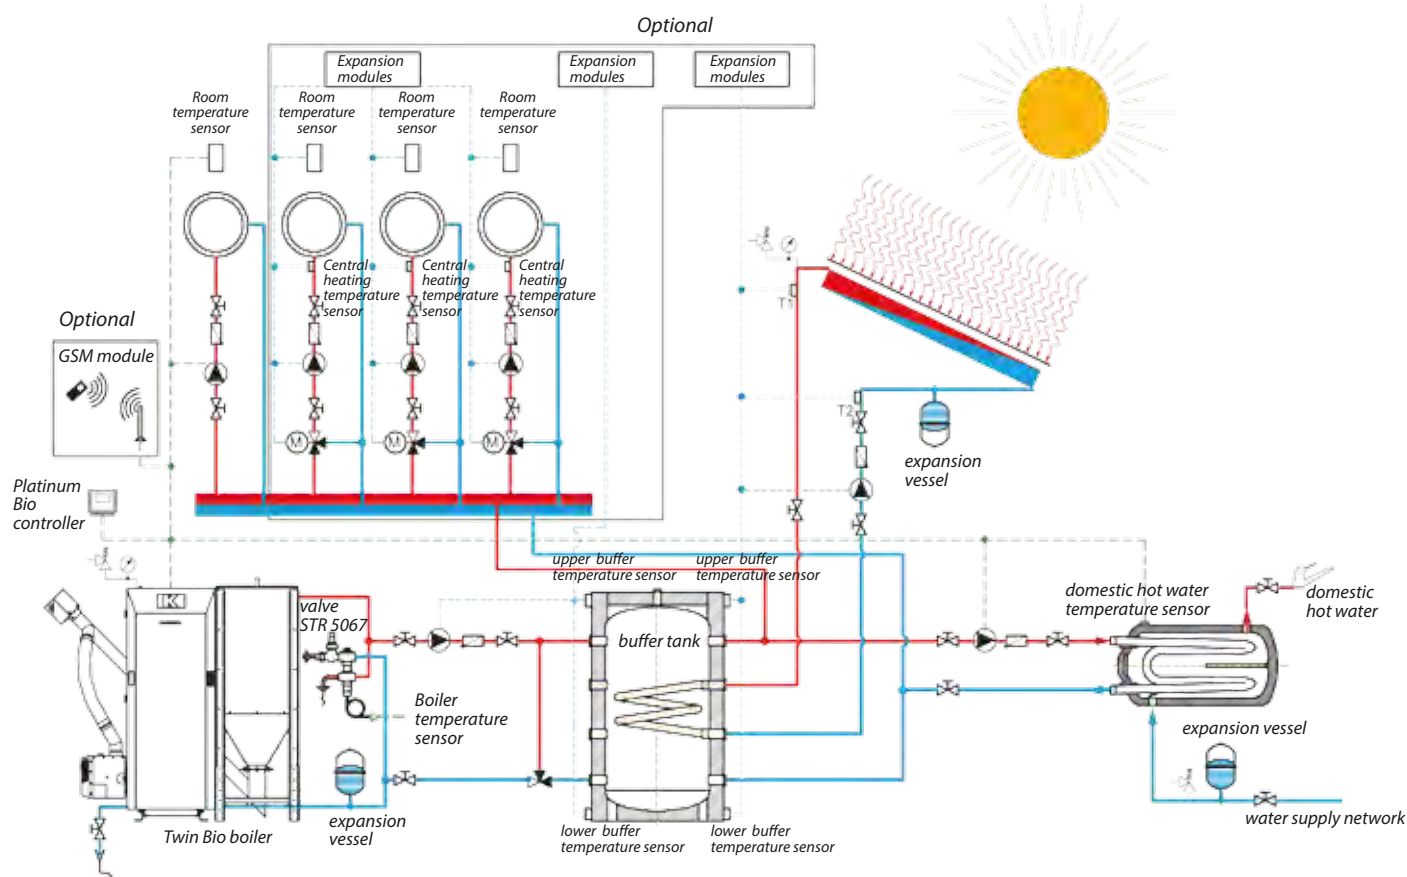 Optional
Expansion
modules
Expansion
modules
Expansion
modules
Room
temperature
sensor
Room
temperature
sensor
Room
temperature
sensor
Room
temperature
sensor
Central
heating
temperature
sensor
Central
heating
temperature
sensor
Central
heating
temperature
sensor
T1
T2
Optional
GSM module
M
M
M
expansion
vessel
Platinum
Bio
controller
upper buffer
temperature sensor
upper buffer
temperature sensor
domestic hot water
temperature sensor
domestic
hot water
K
valve
STR 5067
buffer tank
Boiler
temperature
sensor
expansion vessel
expansion
vessel
Twin Bio boiler
lower buffer
temperature sensor
lower buffer
temperature sensor
water supply network